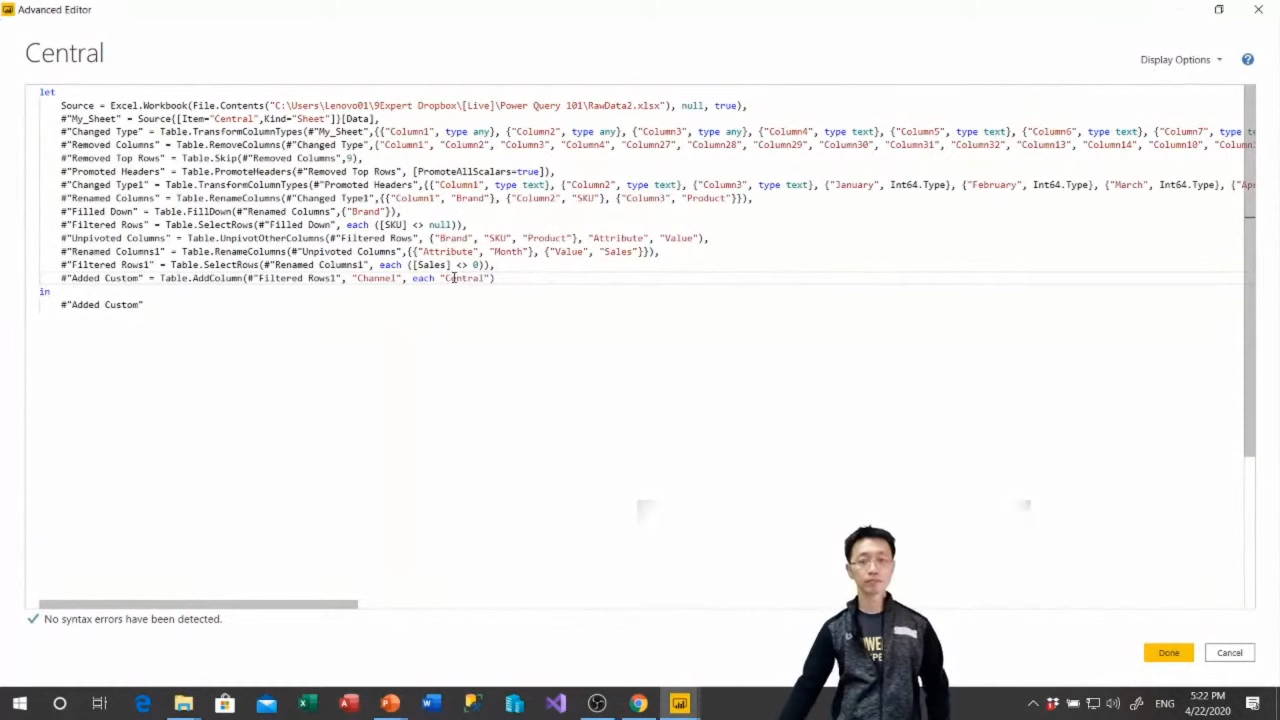 Advanced Editor
Central
Display Options
let
Source = Excel.Workbook(File.Contents("C:\Users\Lenovo01\9Expert Dropbox\[Live]\Power Query 101\RawData2.xlsx"), null, true),
#"My_Sheet" = Source{[Item="Central",Kind="Sheet"]}[Data],
#"Changed Type" = Table.TransformColumnTypes(#"My_Sheet",{{"Column1", type any}, {"Column2", type any}, {"Column3", type any}, {"Column4", type text}, {"Column5", type text}, {"Column6", type text}, {"Column7", type te
#"Removed Columns" = Table.RemoveColumns(#"Changed Type",{"Column1", "Column2", "Column3", "Column4", "Column27", "Column28", "Column29", "Column30", "Column31", "Column32", "Column13", "Column14", "Column10", "Column
#"Removed Top Rows" = Table.Skip(#"Removed Columns",9),
#"Promoted Headers" = Table.PromoteHeaders(#"Removed Top Rows", [PromoteAllScalars=true]),
#"Changed Type1" = Table.TransformColumnTypes(#"Promoted Headers",{{"Column1", type text}, {"Column2", type text}, {"Column3", type text}, {"January", Int64.Type}, {"February", Int64.Type}, {"March", Int64.Type}, {"Ap
#"Renamed Columns" = Table.RenameColumns(#"Changed Type1",{{"Column1", "Brand"}, {"Column2", "SKU"}, {"Column3", "Product"}}),
#"Filled Down" = Table.FillDown(#"Renamed Columns",{"Brand"}),
#"Filtered Rows" = Table.SelectRows(#"Filled Down", each ([SKU] <> null)),
#"Unpivoted Columns" = Table.UnpivotOtherColumns(#"Filtered Rows", {"Brand", "SKU", "Product"}, "Attribute", "Value"),
#"Renamed Columns1" = Table.RenameColumns(#"Unpivoted Columns",{{"Attribute", "Month"}, {"Value", "Sales"}}),
#"Filtered Rows1" = Table.SelectRows(#"Renamed Columns1", each ([Sales] <> 0)),
#"Added Custom" = Table.AddColumn(#"Filtered Rows1", "Channel", each "Central")
in
#"Added Custom"
No syntax errors have been detected.
Done
Cancel
ENG
5:22 PM
4/22/2020